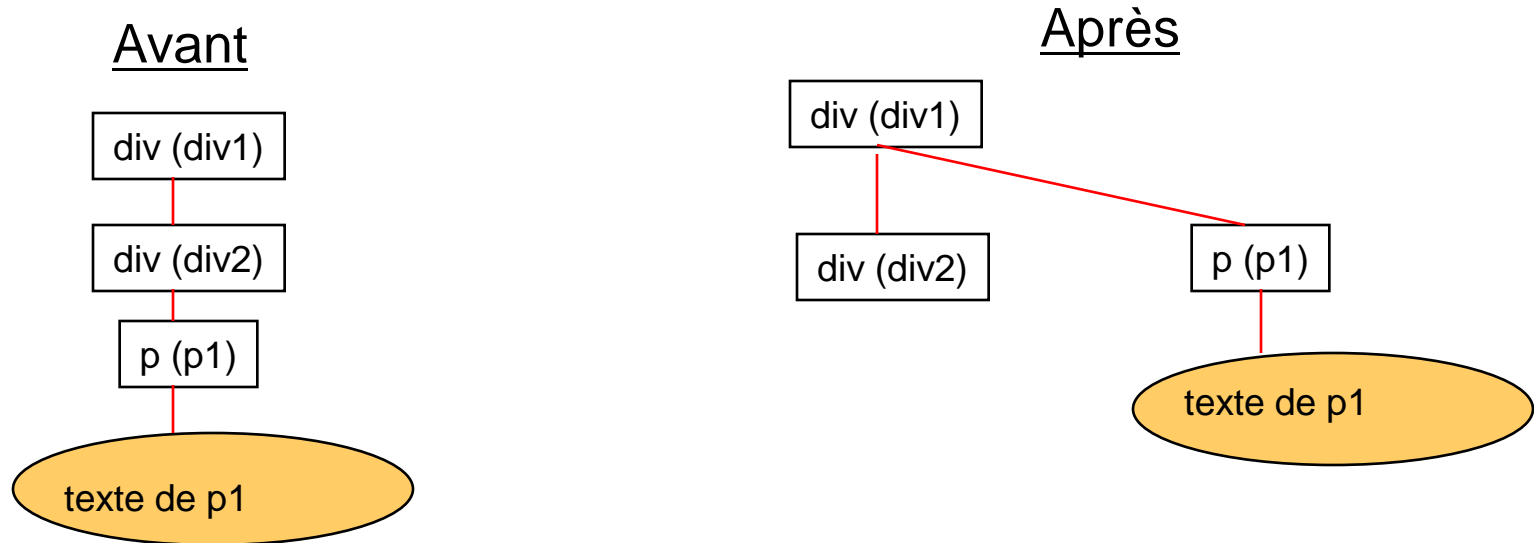 Avant
div (div1)
div (div2)
p (p1)
texte de p1
Après
div (div1)
div (div2)
p (p1)
texte de p1